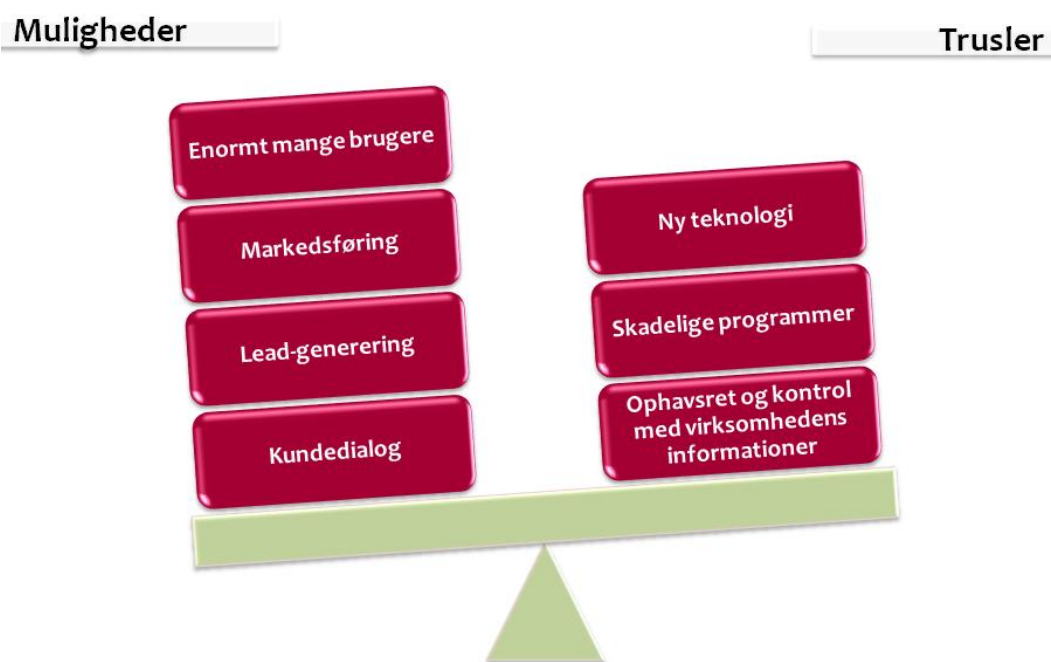 Muligheder
Trusler
Enormt mange brugere
Markedsføring
Lead-generering
Kundedialog
Ny teknologi
Skadelige programmer
Ophavsret og kontrol
med virksomhedens
informationer